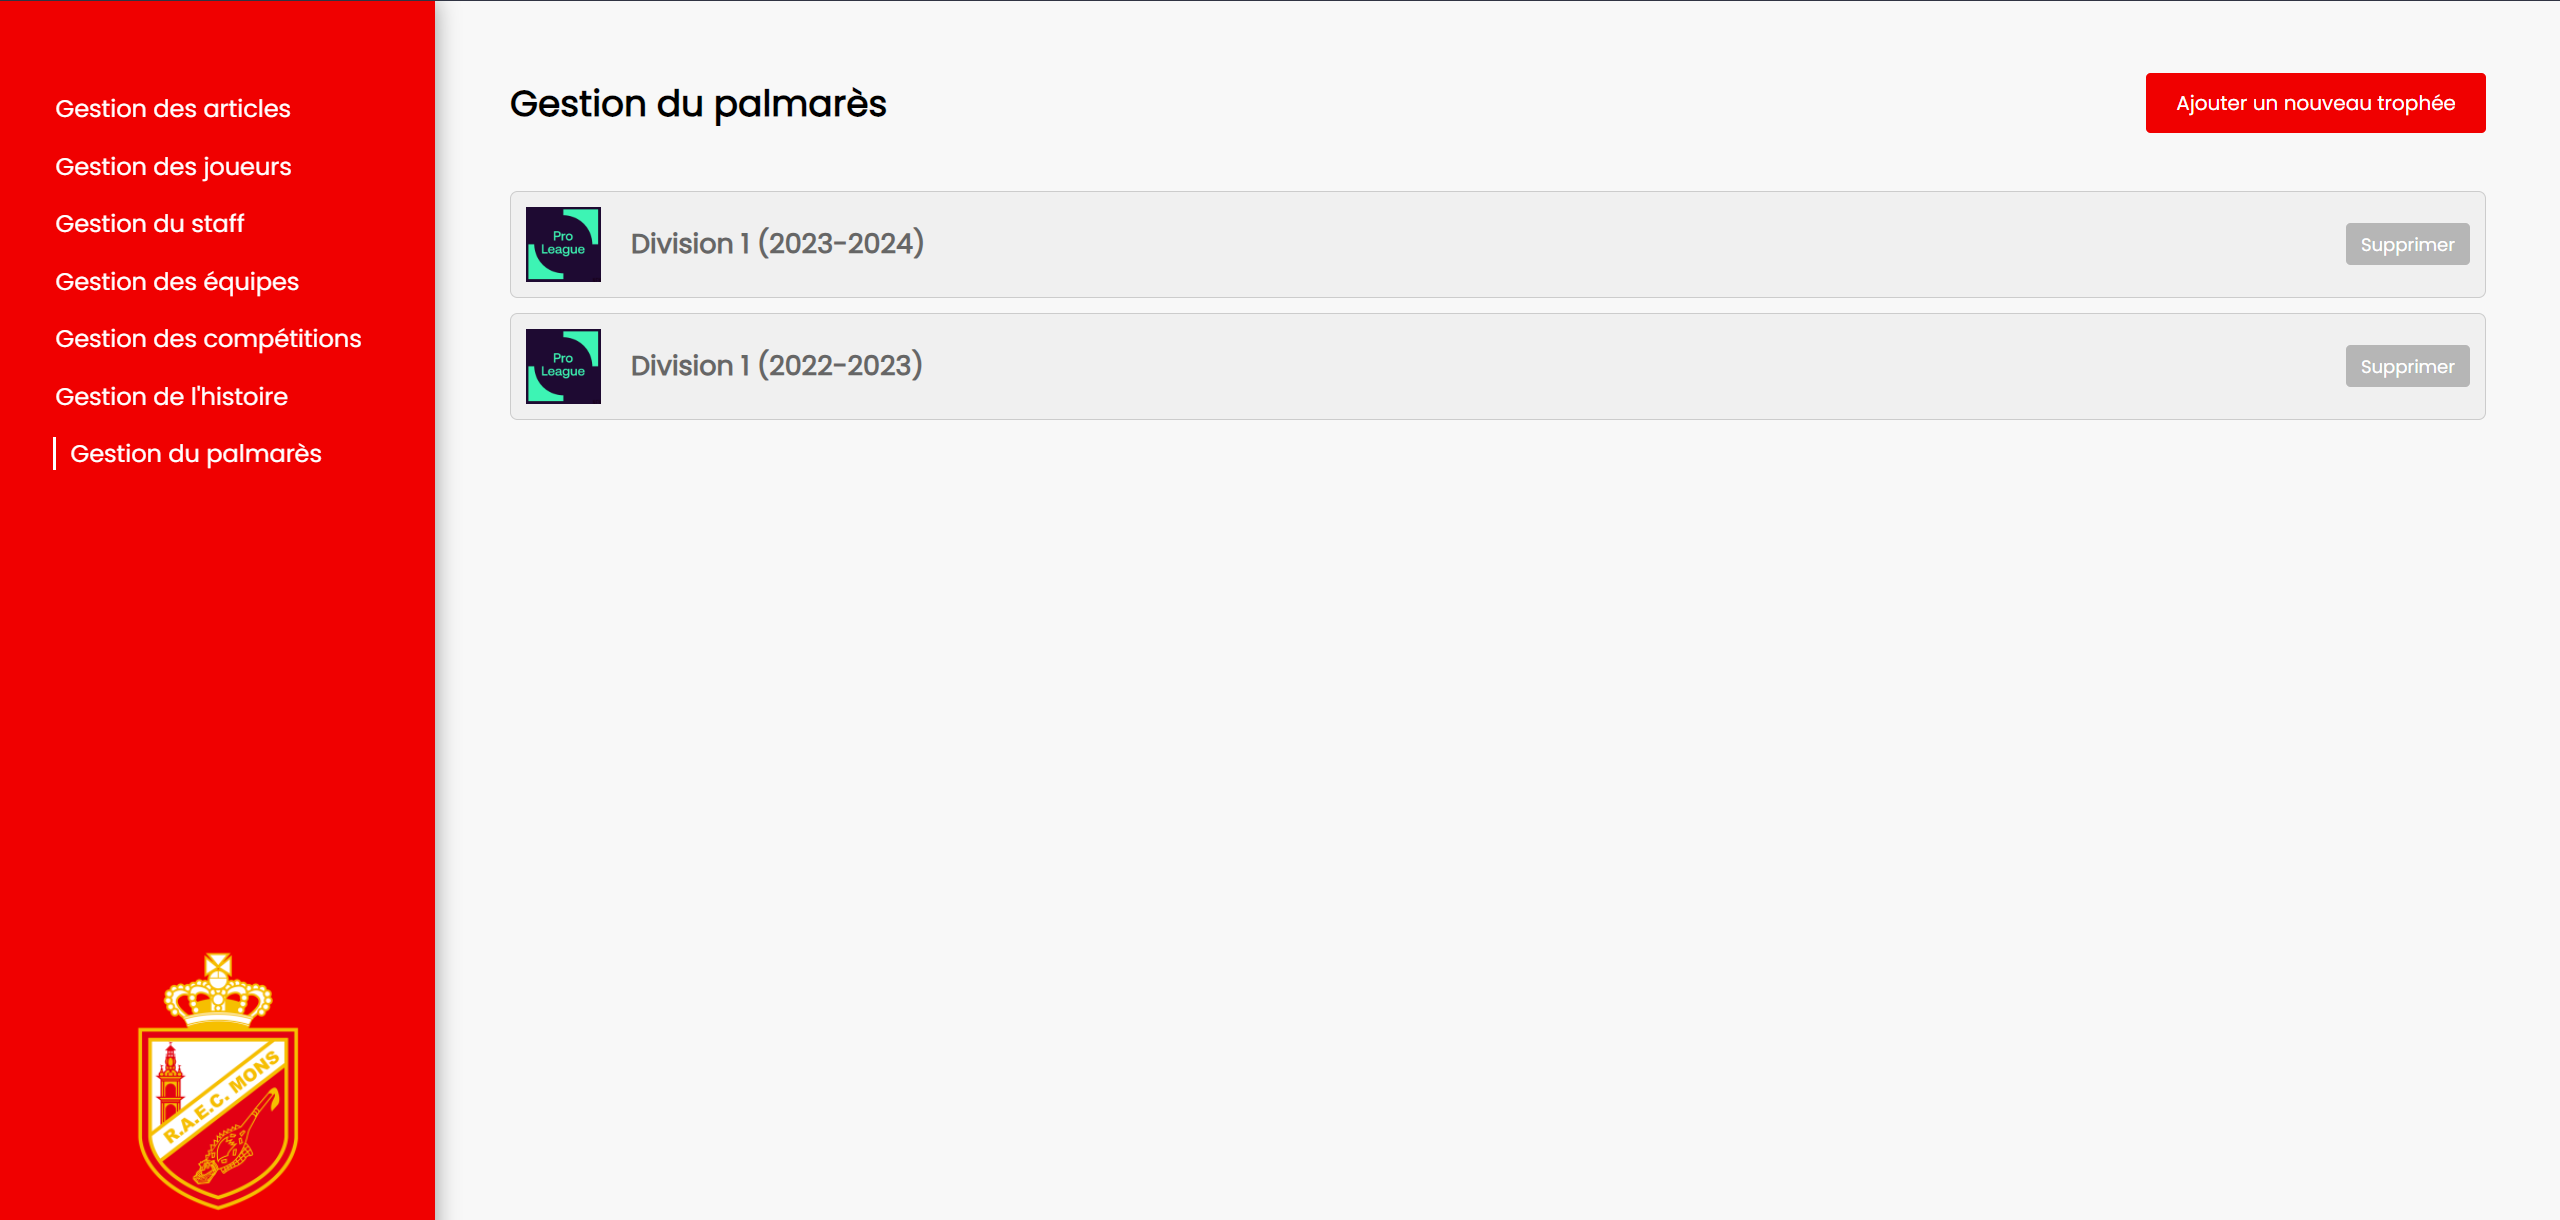 Gestion des articles
Gestion des joueurs
Gestion du staff
Gestion des équipes
Gestion des compétitions
Gestion de l'histoire
Gestion du palmarès
R.A.E.C. MONS
Gestion du palmarès
Ajouter un nouveau trophée
Pro
League
Division 1 (2023-2024)
Supprimer
Pro
League
Division 1 (2022-2023)
Supprimer